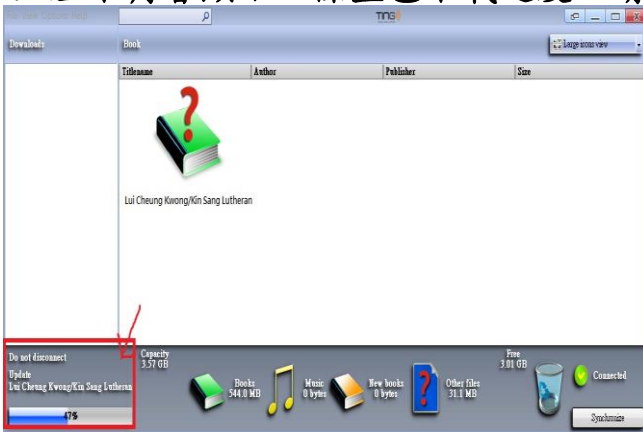 TING
Downloads
Book
Large icons view
Titlename Author Publisher Size
Lui Cheung Kwong/Kin Sang Lutheran
Do not disconnect
Update
Lui Cheung Kwong/Kin Sang Lutheran
47%
Capacity
3.57 GB
Books
544.0 MB
Music
0 bytes
New books
0 bytes
Other files
31.1 MB
Free
3.01 GB
Connected
Synchronize